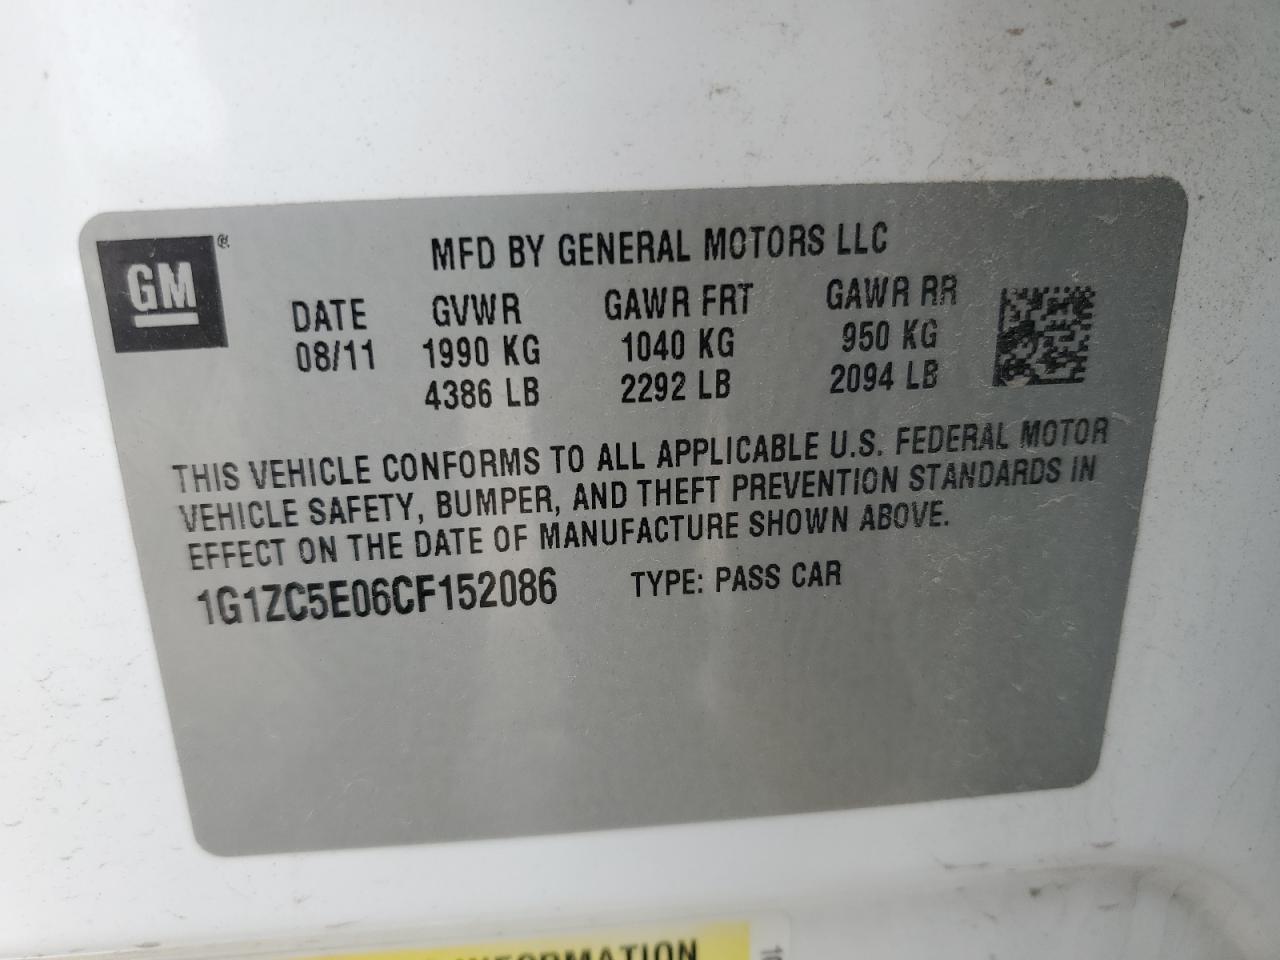 GM®
MFD BY GENERAL MOTORS LLC
DATE GVWR GAWR FRT GAWR RR
08/11 1990 KG 1040 KG 950 KG
4386 LB 2292 LB 2094 LB
THIS VEHICLE CONFORMS TO ALL APPLICABLE U.S. FEDERAL MOTOR
VEHICLE SAFETY, BUMPER, AND THEFT PREVENTION STANDARDS IN
EFFECT ON THE DATE OF MANUFACTURE SHOWN ABOVE.
1G1ZC5E06CF152086 TYPE: PASS CAR
INFORMATION